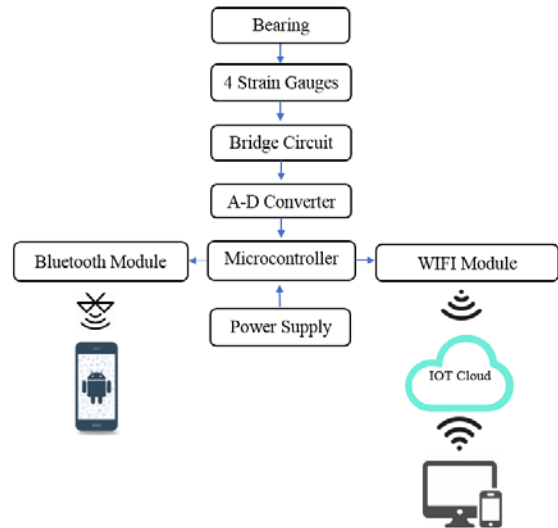 Bearing
4 Strain Gauges
Bridge Circuit
A-D Converter
Bluetooth Module
Microcontroller
WIFI Module
Power Supply
IOT Cloud